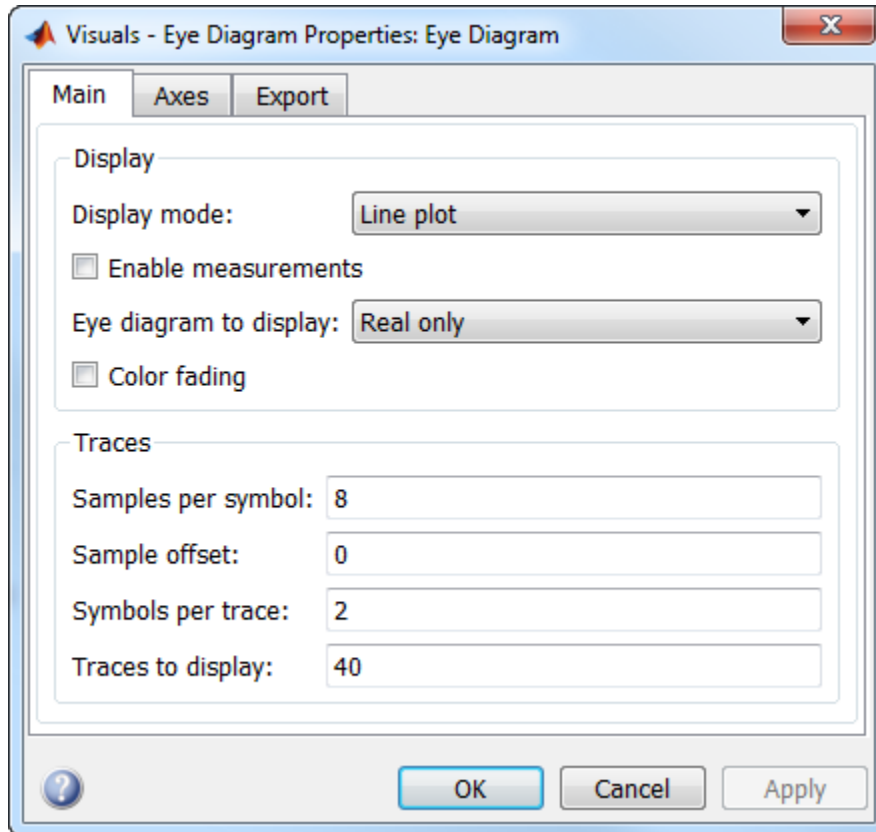 Visuals - Eye Diagram Properties: Eye Diagram
Main Axes Export
Display
Display mode: Line plot
Enable measurements
Eye diagram to display: Real only
Color fading
Traces
Samples per symbol: 8
Sample offset: 0
Symbols per trace: 2
Traces to display: 40
? OK Cancel Apply